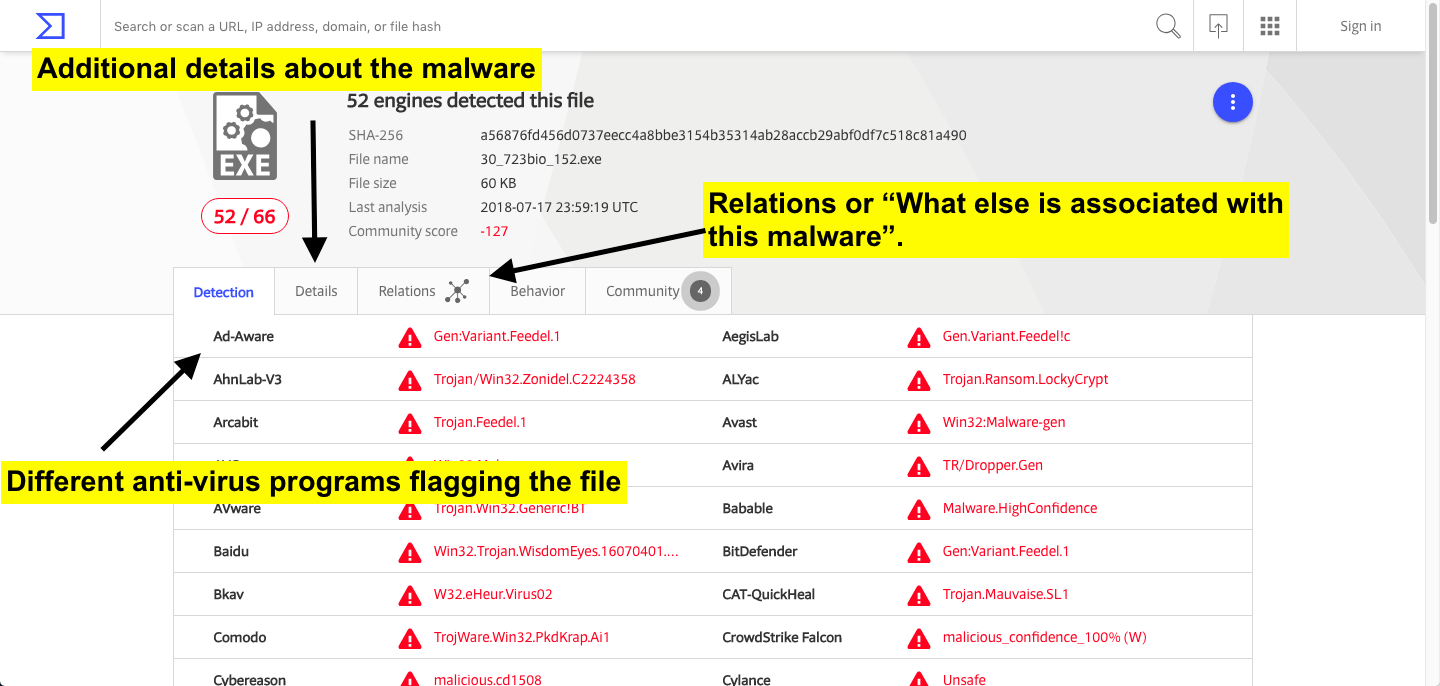 Search or scan a URL, IP address, domain, or file hash
Sign in
Additional details about the malware
52 engines detected this file
EXE
52 / 66
SHA-256 a56876fd456d0737eecc4a8bbe3154b35314ab28accb29abf0df7c518c81a490
File name 30_723bio_152.exe
File size 60 KB
Last analysis 2018-07-17 23:59:19 UTC
Community score -127
Relations or “What else is associated with
this malware”.
Detection Details Relations Behavior Community 4
Ad-Aware Gen:Variant.Feedel.1 AegisLab Gen.Variant.Feedel!c
AhnLab-V3 Trojan/Win32.Zonidel.C2224358 ALYac Trojan.Ransom.LockyCrypt
Arcabit Trojan.Feedel.1 Avast Win32:Malware-gen
Avira TR/Dropper.Gen
Different anti-virus programs flagging the file
AVware Trojan.Win32.Generic!BT Babable Malware.HighConfidence
Baidu Win32.Trojan.WisdomEyes.16070401.... BitDefender Gen:Variant.Feedel.1
Bkav W32.eHeur.Virus02 CAT-QuickHeal Trojan.Mauvaise.SL1
Comodo TrojWare.Win32.PkdKrap.Ai1 CrowdStrike Falcon malicious_confidence_100% (W)
Cybereason malicious.cd1508 Cylance Unsafe